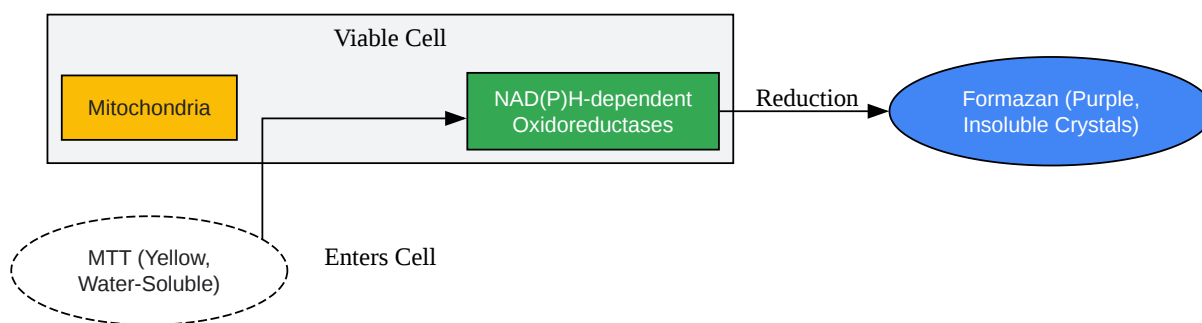 Viable Cell
Mitochondria
NAD(P)H-dependent
Oxidoreductases
Reduction
Formazan (Purple,
Insoluble Crystals)
MTT (Yellow,
Water-Soluble)
Enters Cell